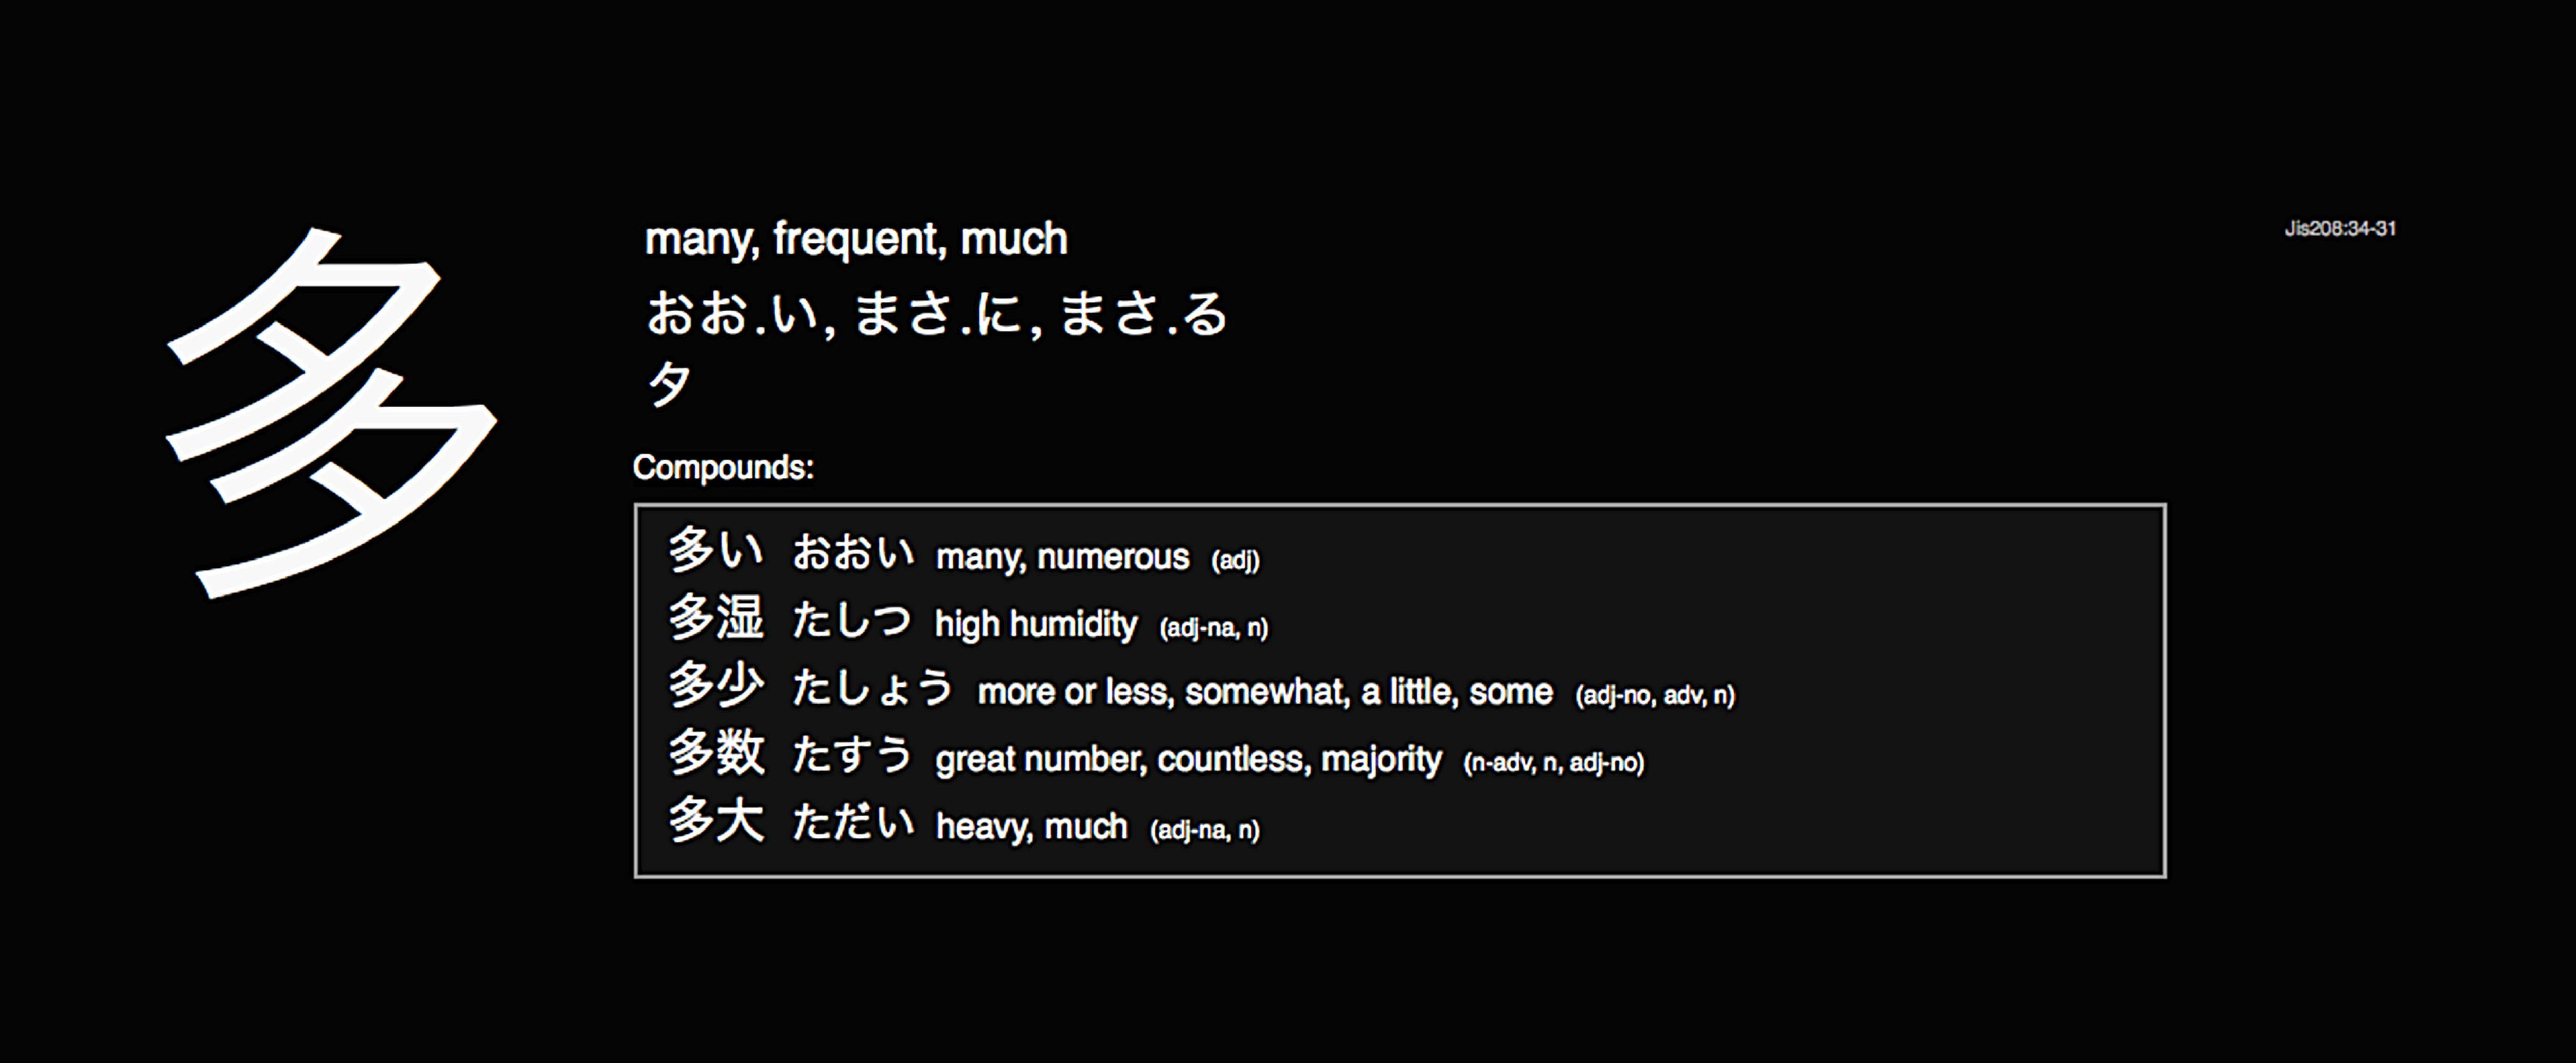 多
many, frequent, much
Jis208:34-31
おお.い, まさ.に, まさ.る
タ
Compounds:
多い おおい many, numerous (adj)
多湿 たしつ high humidity (adj-na, n)
多少 たしょう more or less, somewhat, a little, some (adj-no, adv, n)
多数 たすう great number, countless, majority (n-adv, n, adj-no)
多大 ただい heavy, much (adj-na, n)